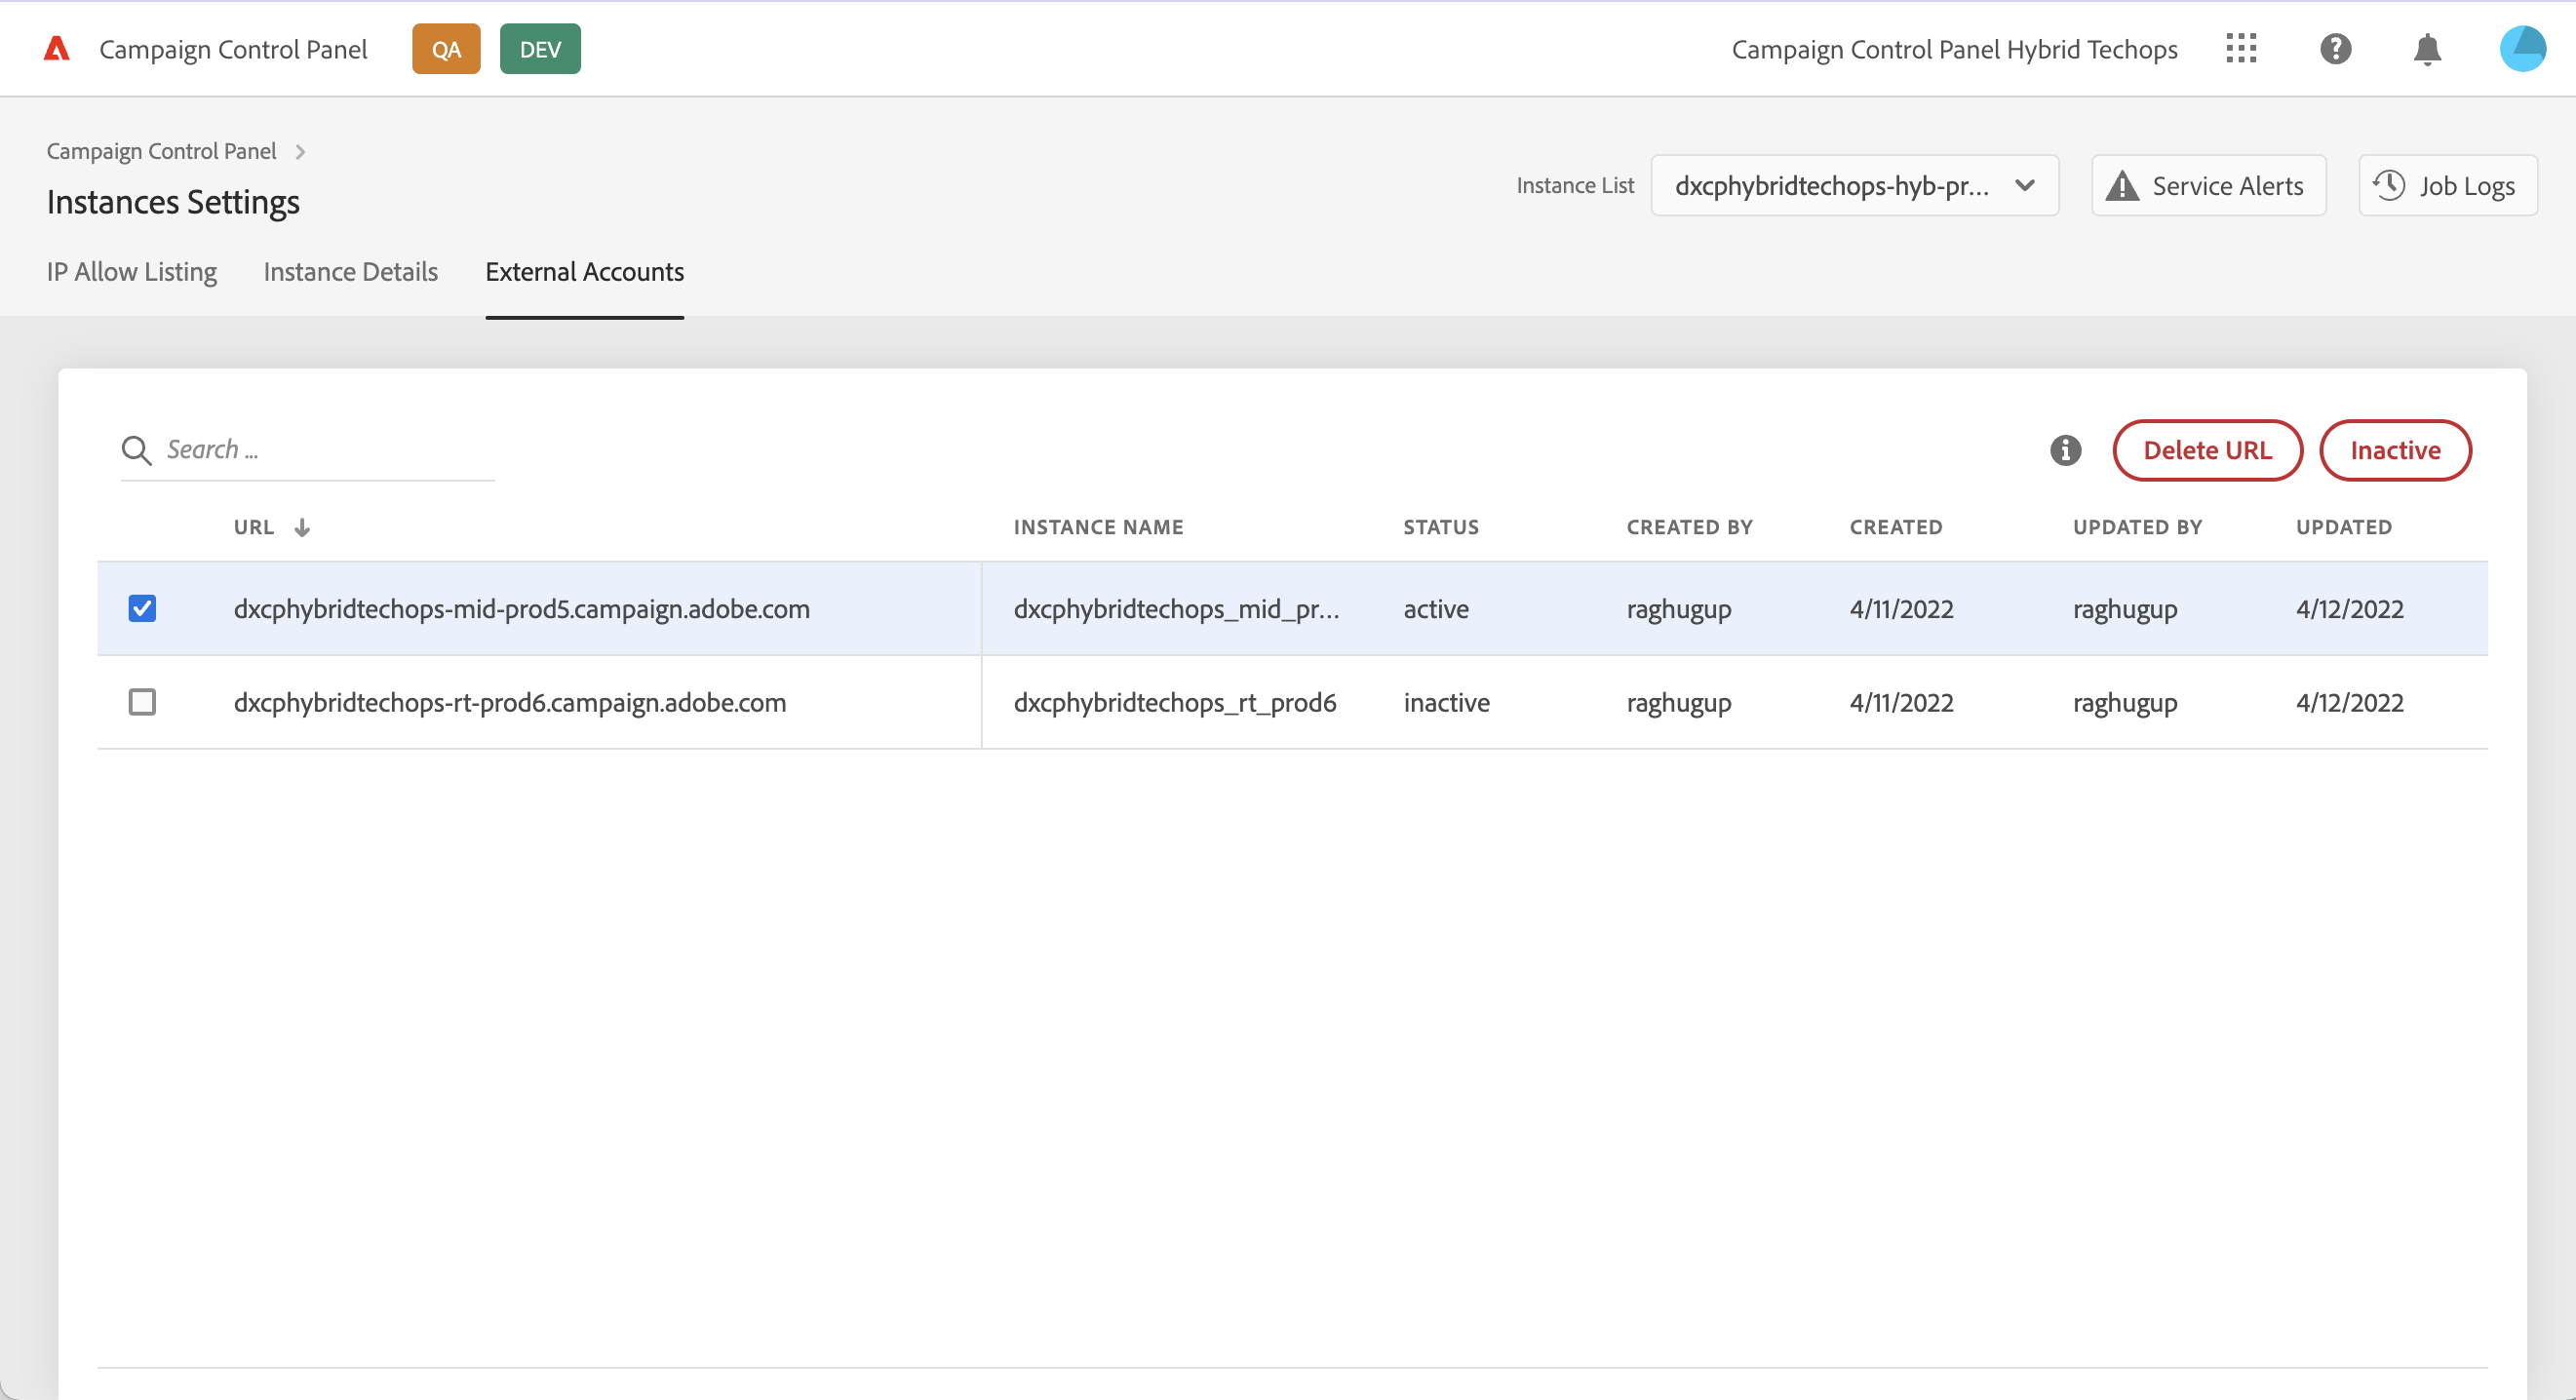 Campaign Control Panel QA DEV Campaign Control Panel Hybrid Techops
Campaign Control Panel
Instances Settings
Instance List dxcphybridtechops-hyb-pr... Service Alerts Job Logs
IP Allow Listing Instance Details External Accounts
Search ... Delete URL Inactive
URL INSTANCE NAME STATUS CREATED BY CREATED UPDATED BY UPDATED
dxcphybridtechops-mid-prod5.campaign.adobe.com dxcphybridtechops_mid_pr... active raghugup 4/11/2022 raghugup 4/12/2022
dxcphybridtechops-rt-prod6.campaign.adobe.com dxcphybridtechops_rt_prod6 inactive raghugup 4/11/2022 raghugup 4/12/2022